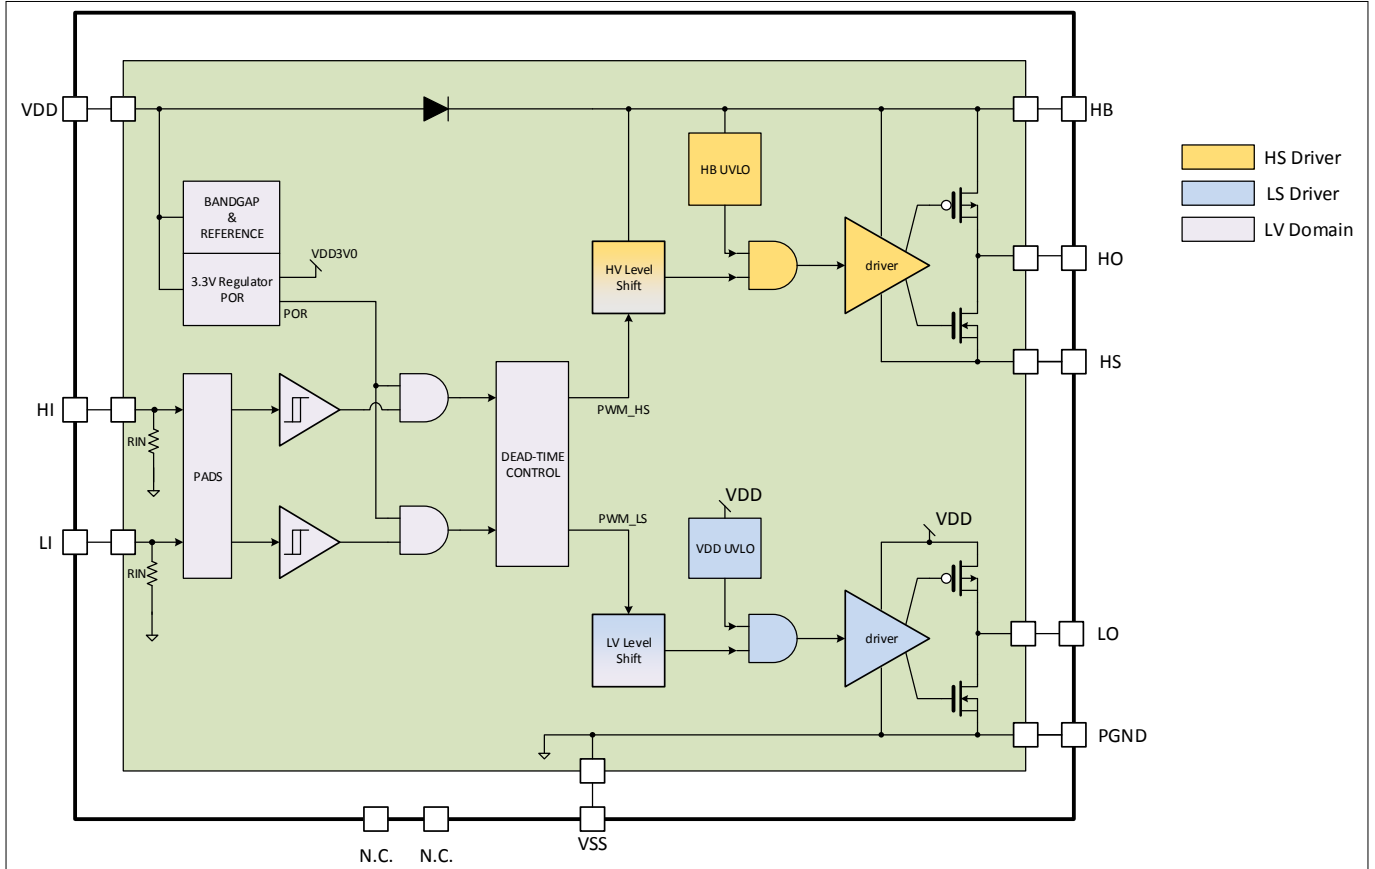 VDD
HB
HB UVLO
HS Driver
LS Driver
LV Domain
BANDGAP
&
REFERENCE
VDD3V0
3.3V Regulator
POR
POR
HV Level
Shift
driver
HO
HS
HI
RIN
PADS
PWM_HS
DEAD-TIME
CONTROL
LI
RIN
PWM_LS
VDD
VDD UVLO
VDD
LV Level
Shift
driver
LO
PGND
VSS
N.C.
N.C.